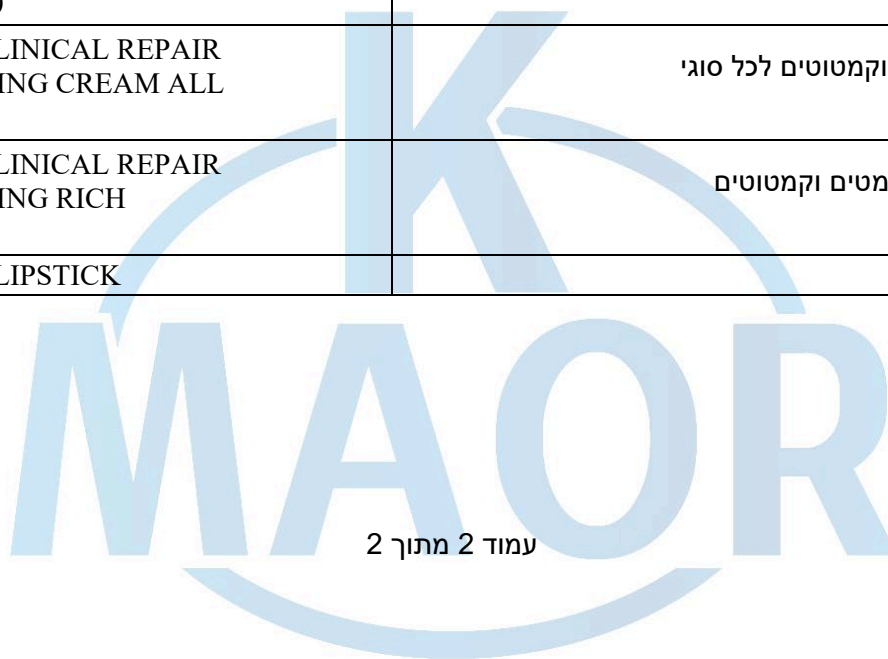 LINICAL REPAIR
ING CREAM ALL
וקמטוטים לכל סוגי
LINICAL REPAIR
ING RICH
מטים וקמטוטים
LIPSTICK
K
MAOR
עמוד 2 מתוך 2